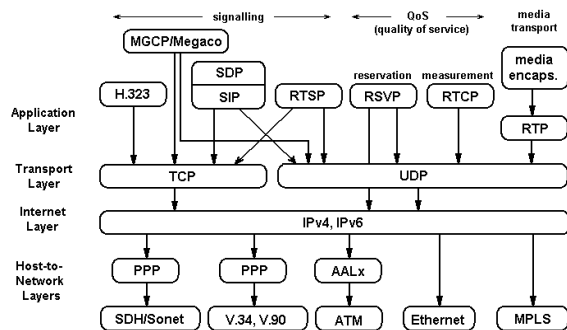 signalling
QoS
(quality of service)
media
transport
MGCP/Megaco
media
encaps.
SDP
SIP
reservation
measurement
H.323
RTSP
RSVP
RTCP
Application
Layer
RTP
Transport
Layer
TCP
UDP
Internet
Layer
IPv4, IPv6
Host-to-
Network
Layers
PPP
PPP
AALx
SDH/Sonet
V.34, V.90
ATM
Ethernet
MPLS